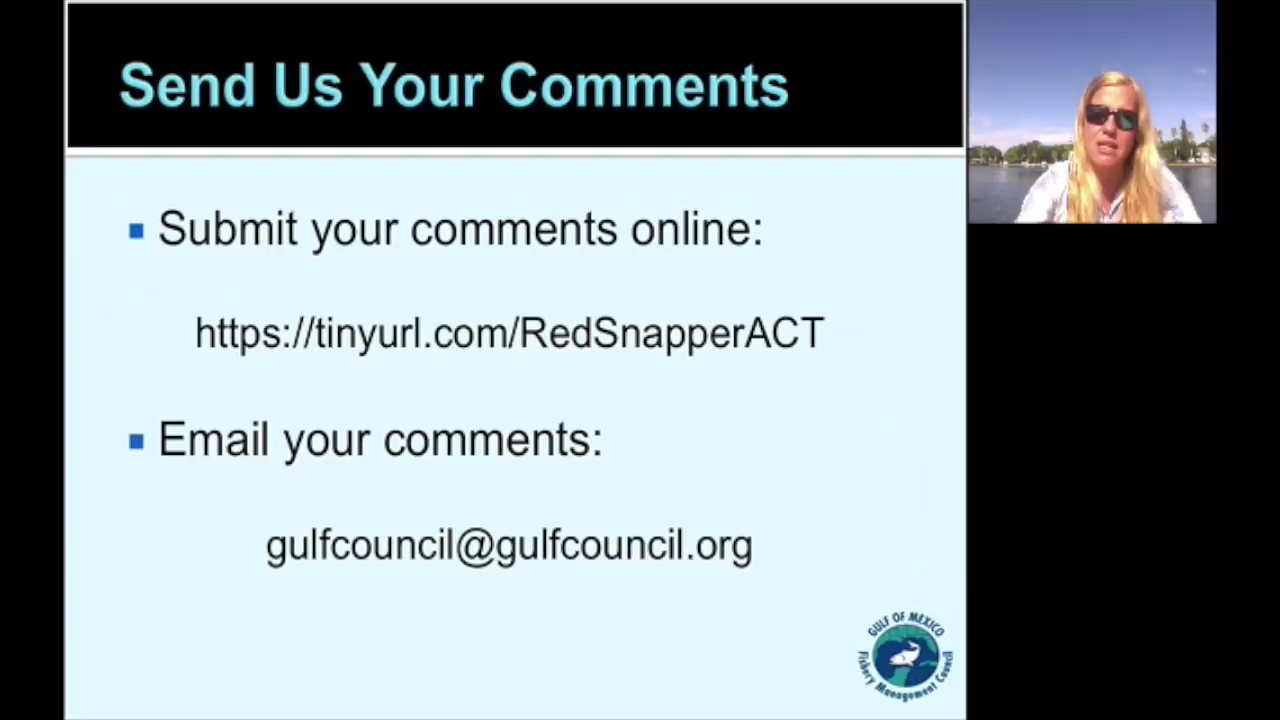 Send Us Your Comments
Submit your comments online:
https://tinyurl.com/RedSnapperACT
Email your comments:
gulfcouncil@gulfcouncil.org
GULF OF MEXICO
Fishery Management Council